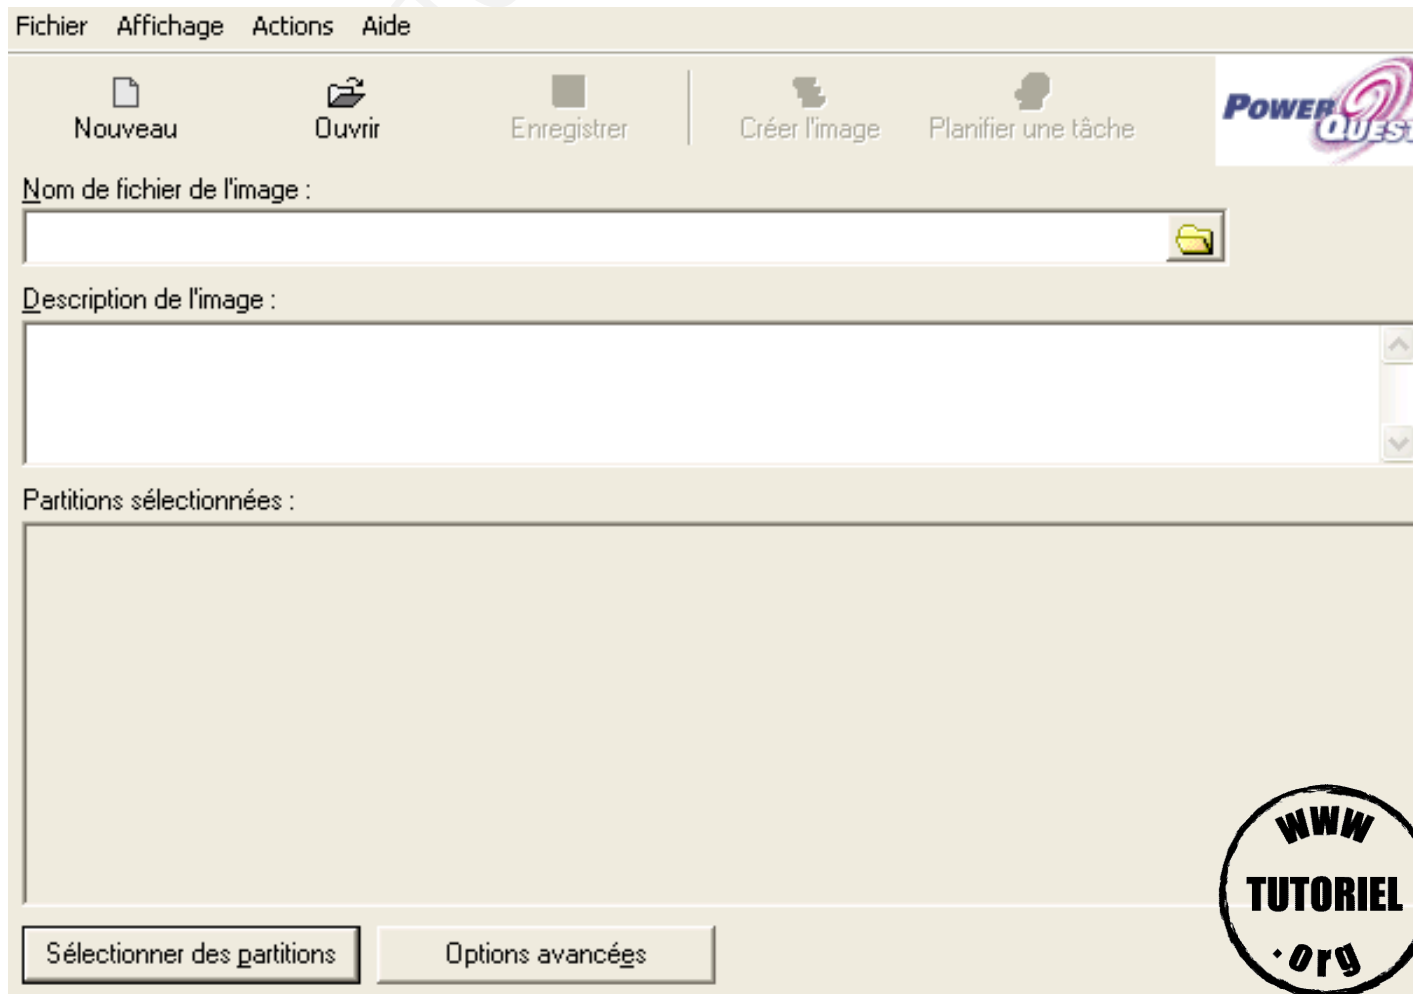 Fichier Affichage Actions Aide
Nouveau Ouvrir Enregistrer Créer l'image Planifier une tâche
POWER
QUEST
Nom de fichier de l'image :
Description de l'image :
Partitions sélectionnées :
Sélectionner des partitions Options avancées
WWW
TUTORIEL
.org